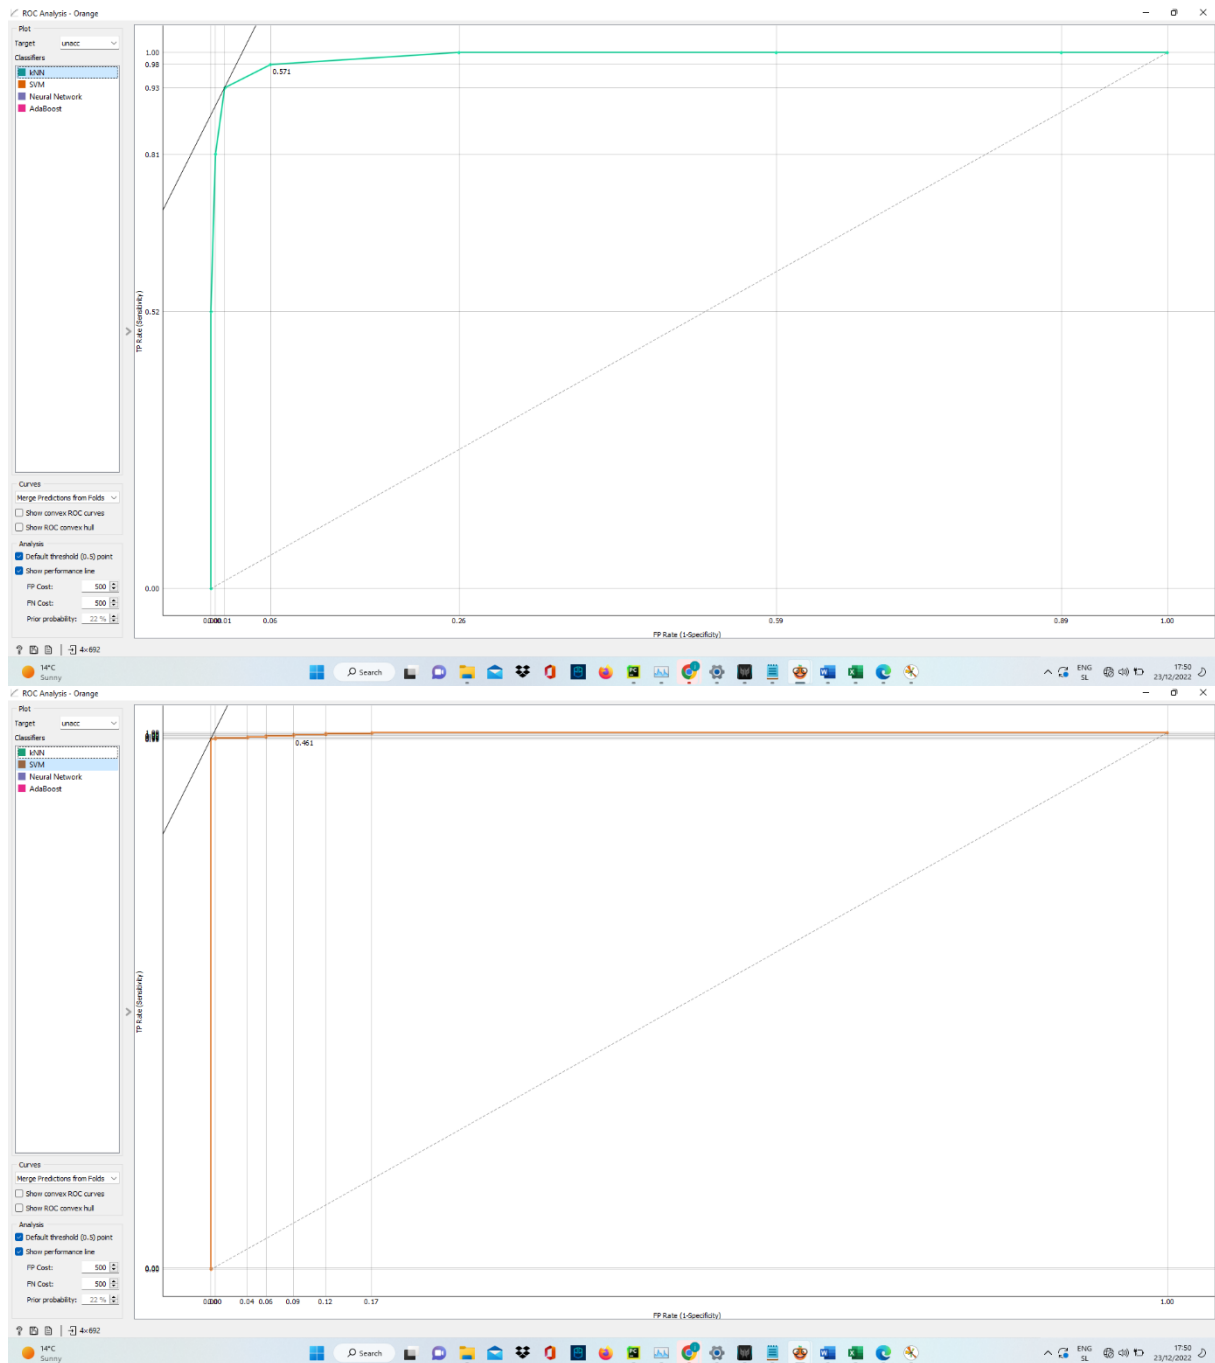 ROC Analysis - Orange
Plot
Target unacc
Classifiers
kNN
SVM
Neural Network
AdaBoost
Curves
Merge Predictions from Folds
Show convex ROC curves
Show ROC convex hull
Analysis
Default threshold (0.5) point
Show performance line
FP Cost: 500
FN Cost: 500
Prior probability: 22 %
4×692
1.00
0.98
0.93
0.81
0.52
0.00
TP Rate (Sensitivity)
0.571
0.01 0.06 0.26 0.59 0.89 1.00
FP Rate (1-Specificity)
14°C
Sunny
Search
ENG
SL
17:50
23/12/2022
ROC Analysis - Orange
Plot
Target unacc
Classifiers
kNN
SVM
Neural Network
AdaBoost
Curves
Merge Predictions from Folds
Show convex ROC curves
Show ROC convex hull
Analysis
Default threshold (0.5) point
Show performance line
FP Cost: 500
FN Cost: 500
Prior probability: 22 %
4×692
TP Rate (Sensitivity)
0.461
0.04 0.06 0.09 0.12 0.17 1.00
FP Rate (1-Specificity)
14°C
Sunny
Search
ENG
SL
17:50
23/12/2022